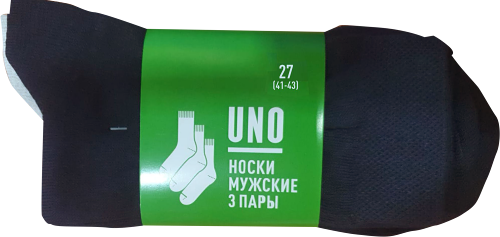 27
(41-43)
UNO
НОСКИ
МУЖСКИЕ
3 ПАРЫ